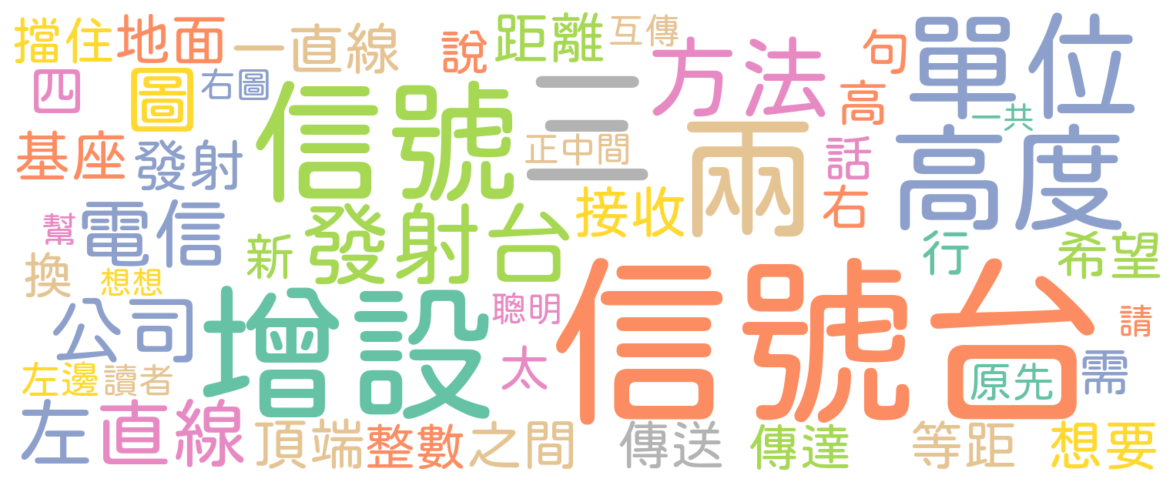 擋住 地面 一直線 說 距離 互傳 方法 句 單位
四 圖 右圖 信號 三 高 一共
基座 發射 正中間 兩 話 高度
幫 電信 新 發射台 接收 右 行 希望
換 想想 聰明 信號台 請
公司 增設 太 原先 需
左邊 讀者
左 直線 頂端 整數 之間 傳送 傳達 等距 想要